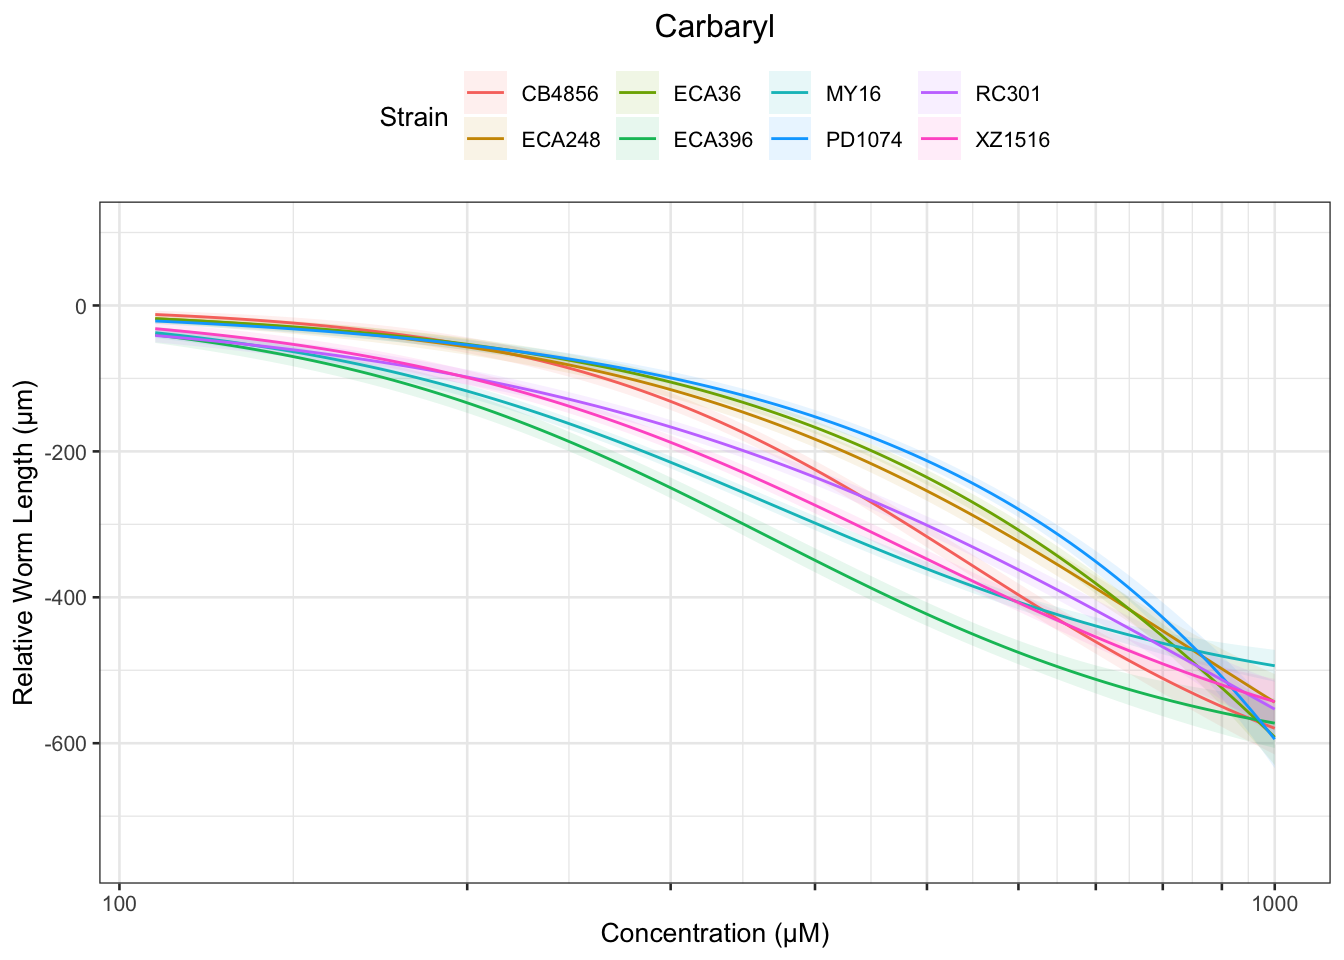 Carbaryl
Strain
CB4856 ECA36 MY16 RC301
ECA248 ECA396 PD1074 XZ1516
Relative Worm Length (µm)
0
-200
-400
-600
100 1000
Concentration (µM)